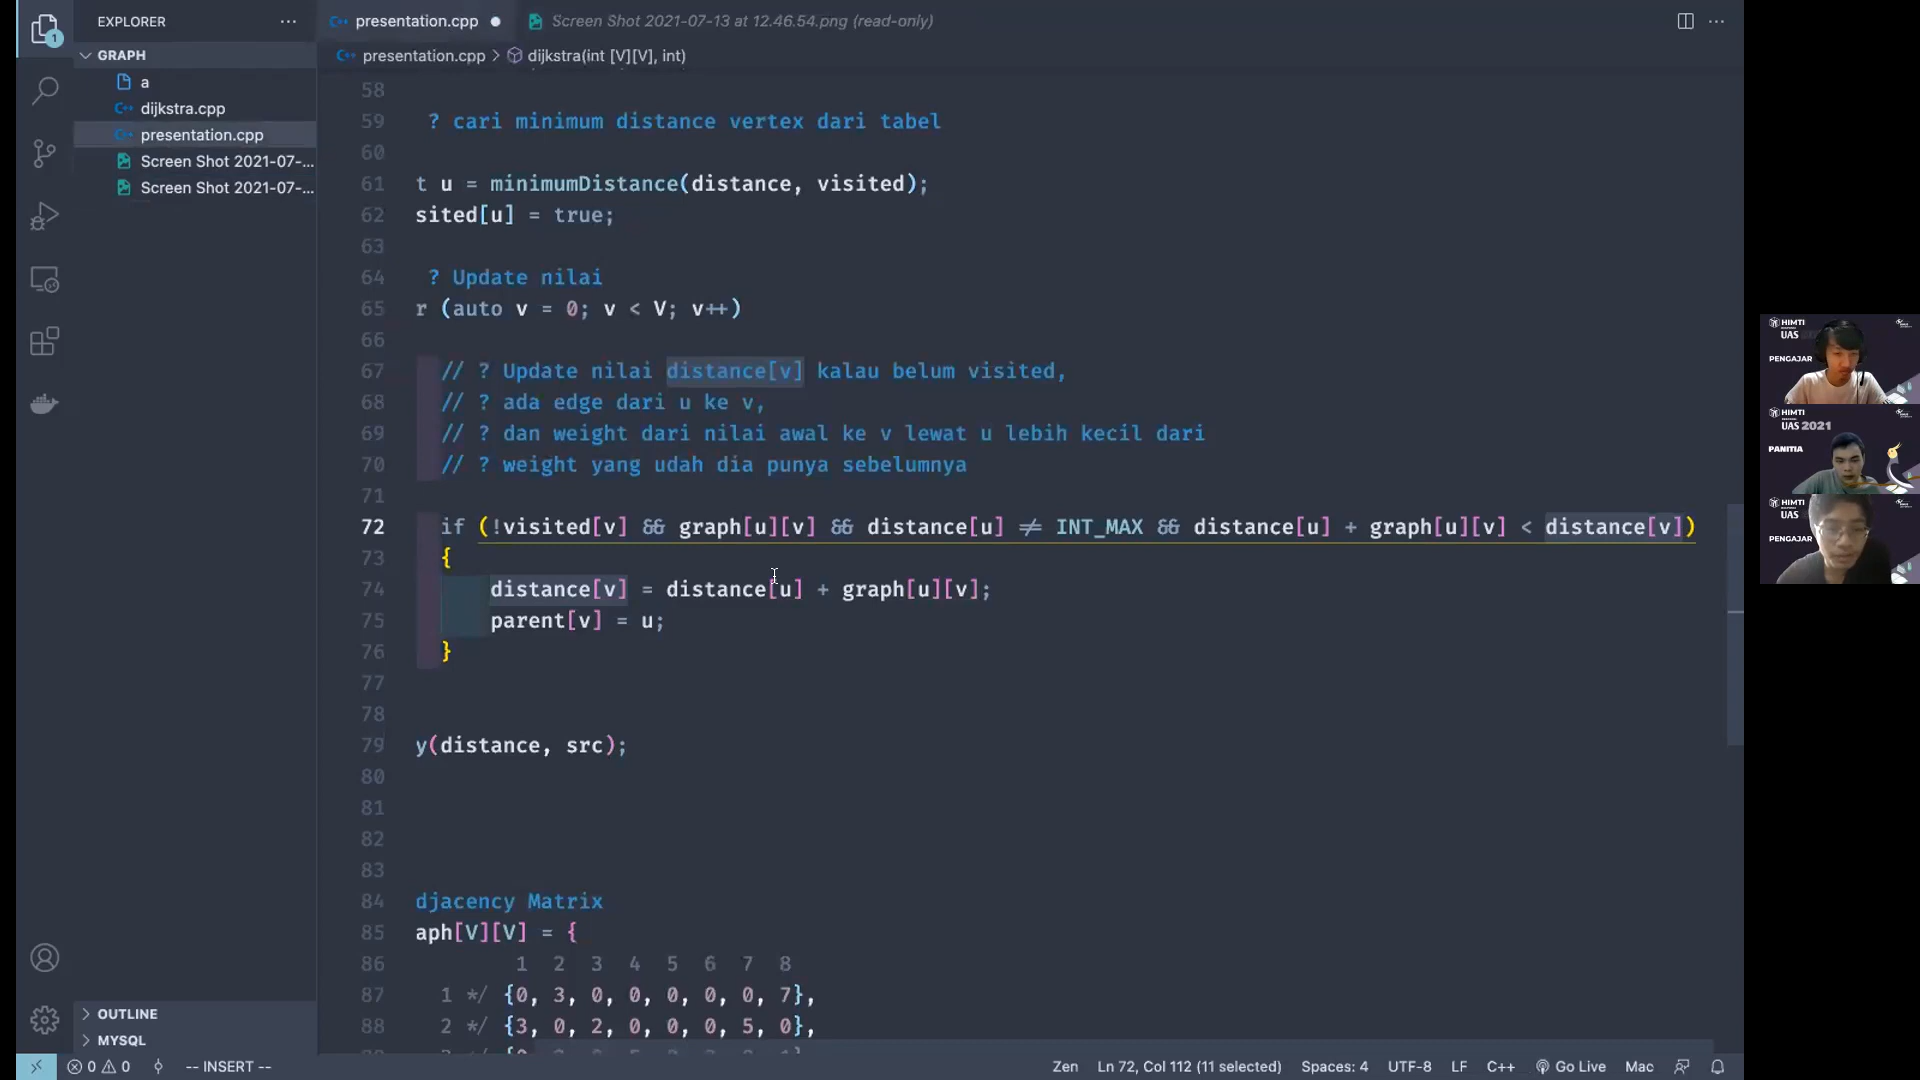 EXPLORER
GRAPH
a
dijkstra.cpp
presentation.cpp
Screen Shot 2021-07-...
Screen Shot 2021-07-...
OUTLINE
MYSQL
1
presentation.cpp
Screen Shot 2021-07-13 at 12.46.54.png (read-only)
presentation.cpp > dijkstra(int [V][V], int)
58
59 ? cari minimum distance vertex dari tabel
60
61 t u = minimumDistance(distance, visited);
62 sited[u] = true;
63
64 ? Update nilai
65 r (auto v = 0; v < V; v++)
66
67 // ? Update nilai distance[v] kalau belum visited,
68 // ? ada edge dari u ke v,
69 // ? dan weight dari nilai awal ke v lewat u lebih kecil dari
70 // ? weight yang udah dia punya sebelumnya
71
72 if (!visited[v] && graph[u][v] && distance[u] ≠ INT_MAX && distance[u] + graph[u][v] < distance[v])
73 {
74 distance[v] = distance[u] + graph[u][v];
75 parent[v] = u;
76 }
77
78
79 y(distance, src);
80
81
82
83
84 djacency Matrix
85 aph[V][V] = {
86 1 2 3 4 5 6 7 8
87 1 */ {0, 3, 0, 0, 0, 0, 0, 7},
88 2 */ {3, 0, 2, 0, 0, 0, 5, 0},
HIMTI
UAS
PENGAJAR
HIMTI
UAS 2021
PANITIA
HIMTI
UAS
PENGAJAR
0 0 -- INSERT --
Zen Ln 72, Col 112 (11 selected) Spaces: 4 UTF-8 LF C++ Go Live Mac